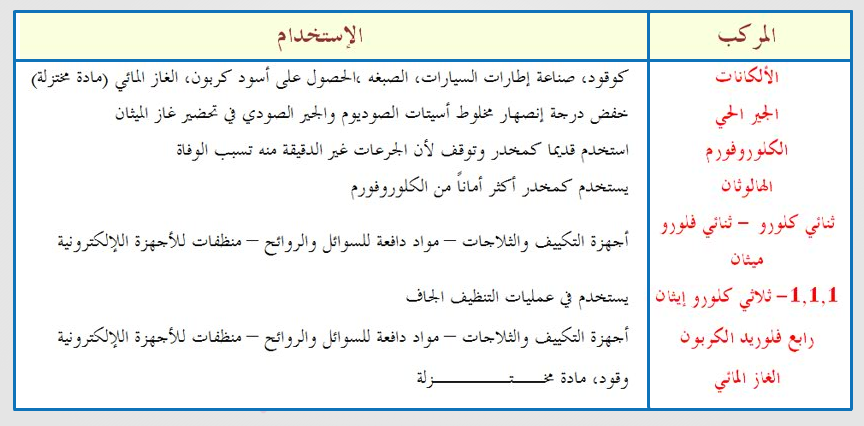 المركب الإستخدام
الألكانات كوقود، صناعة إطارات السيارات، الصبغه ،الحصول على أسود كربون، الغاز المائي (مادة مختزلة)
الجير الحي خفض درجة إنصهار مخلوط أسيتات الصوديوم والجير الصودي في تحضير غاز الميثان
الكلوروفورم استخدم قديما كمخدر وتوقف لأن الجرعات غير الدقيقة منه تسبب الوفاة
الهالوثان يستخدم كمخدر أكثر أماناً من الكلوروفورم
ثنائي كلورو – ثنائي فلورو
ميثان
أجهزة التكييف والثلاجات – مواد دافعة للسوائل والروائح – منظفات للأجهزة اللإلكترونية
1,1,1– ثلاثي كلورو إيثان يستخدم في عمليات التنظيف الجاف
رابع فلوريد الكربون أجهزة التكييف والثلاجات – مواد دافعة للسوائل والروائح – منظفات للأجهزة اللإلكترونية
الغاز المائي وقود، مادة مخـــتـــــــــزلة